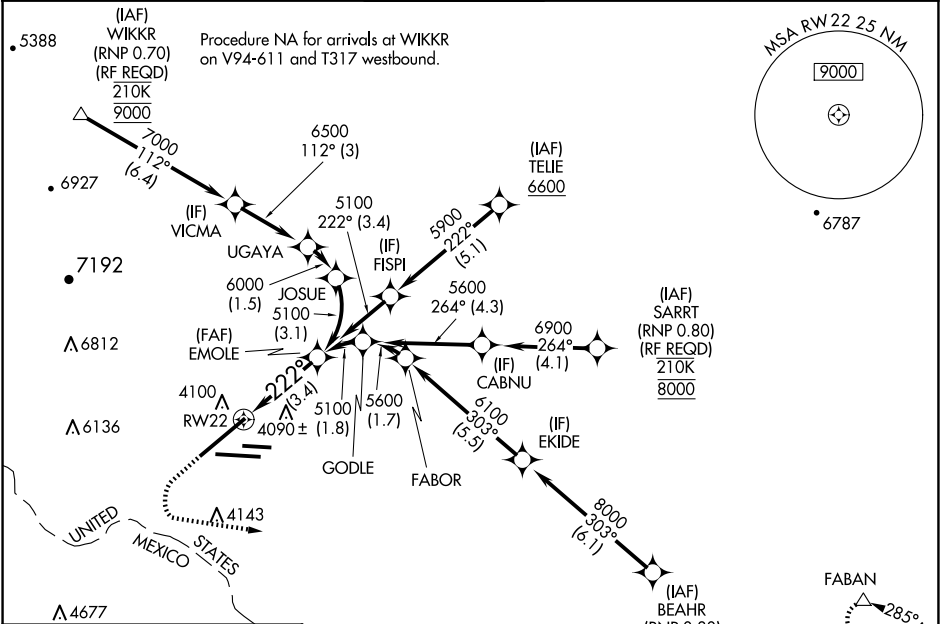 (IAF)
WIKKR
(RNP 0.70)
(RF REQD)
210K
9000
5388
Procedure NA for arrivals at WIKKR
on V94-611 and T317 westbound.
MSA RW 22 25 NM
9000
6787
7000
112°
(6.4)
6500
112° (3)
(IAF)
TELIE
6600
6927
(IF)
VICMA
5100
222° (3.4)
5900
222°
(5.1)
UGAYA
(IF)
FISPI
7192
6000
(1.5)
JOSUE
5100
(3.1)
5600
264° (4.3)
(IAF)
SARRT
(RNP 0.80)
(RF REQD)
210K
8000
6900
264°
(4.1)
6812
(FAF)
EMOLE
(IF)
CABNU
222°
(3.4)
4100
RW22
4090 ±
5100
(1.8)
5600
(1.7)
6100
303°
(5.5)
6136
(IF)
EKIDE
GODLE
FABOR
4143
8000
303°
(6.1)
UNITED STATES
MEXICO
4677
(IAF)
BEAHR
FABAN
285°